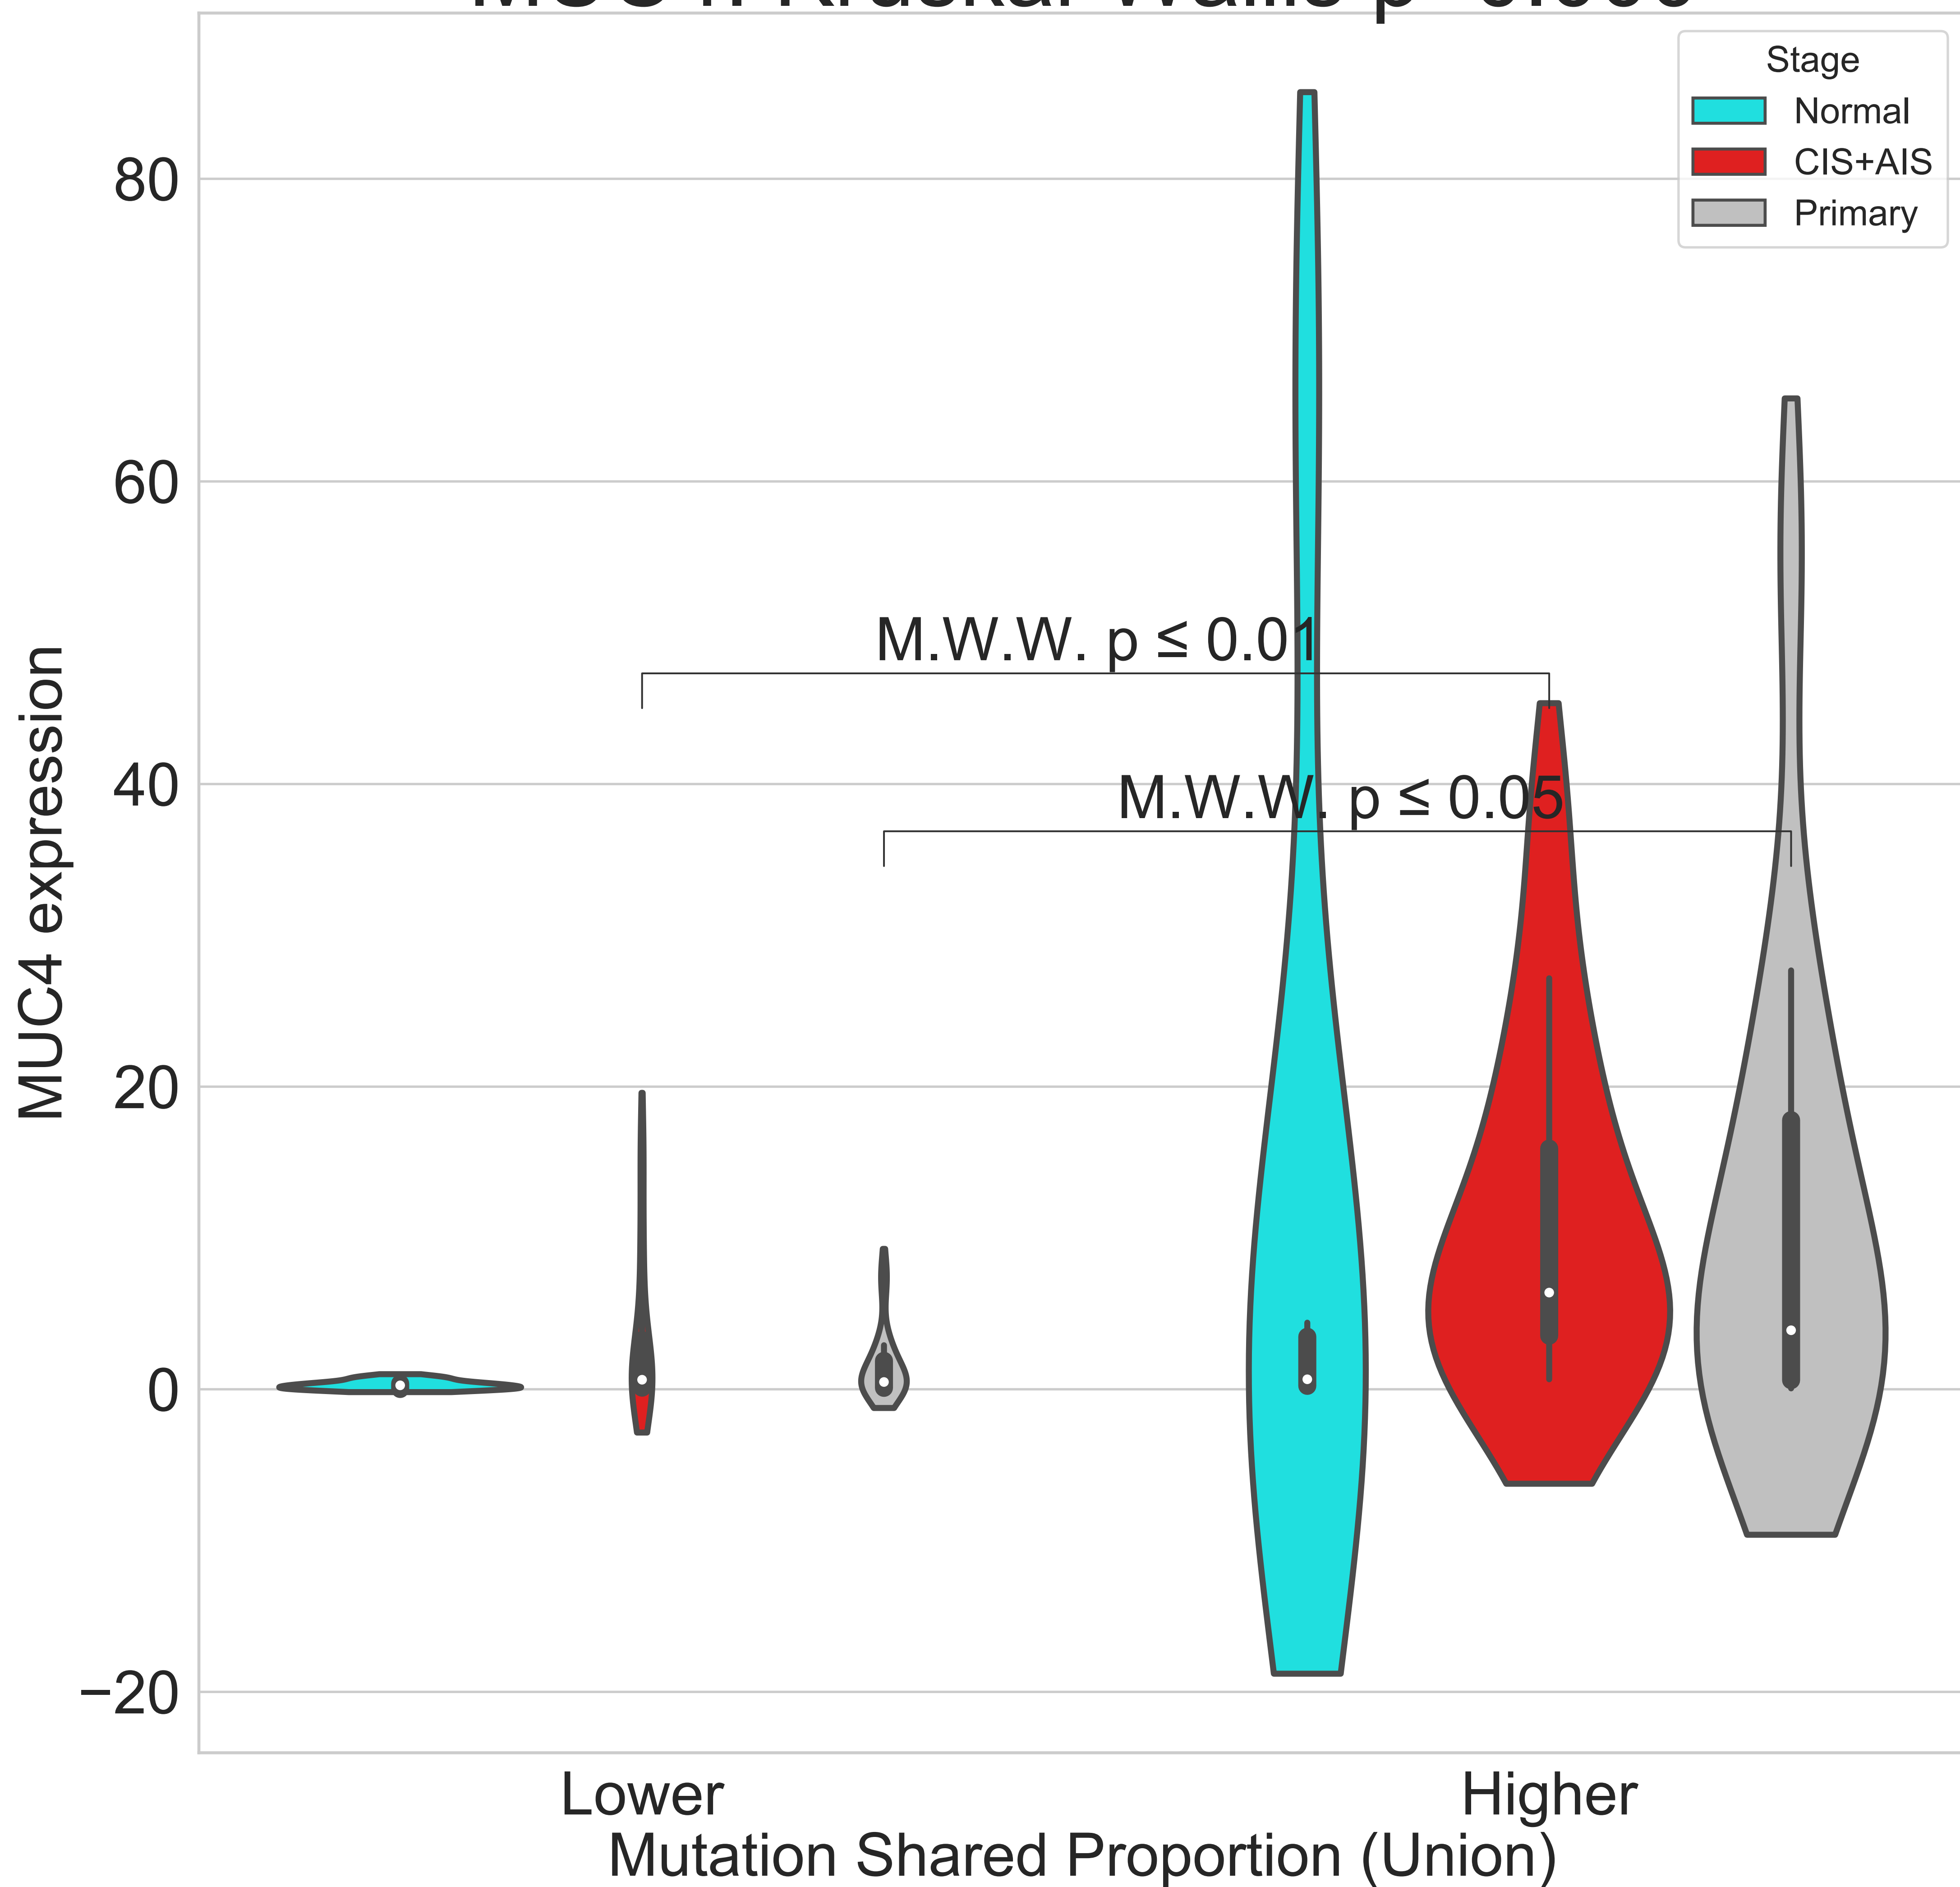 Stage
Normal
CIS+AIS
Primary
80
60
40
20
0
−20
MUC4 expression
M.W.W. p ≤ 0.01
M.W.W. p ≤ 0.05
Lower
Higher
Mutation Shared Proportion (Union)